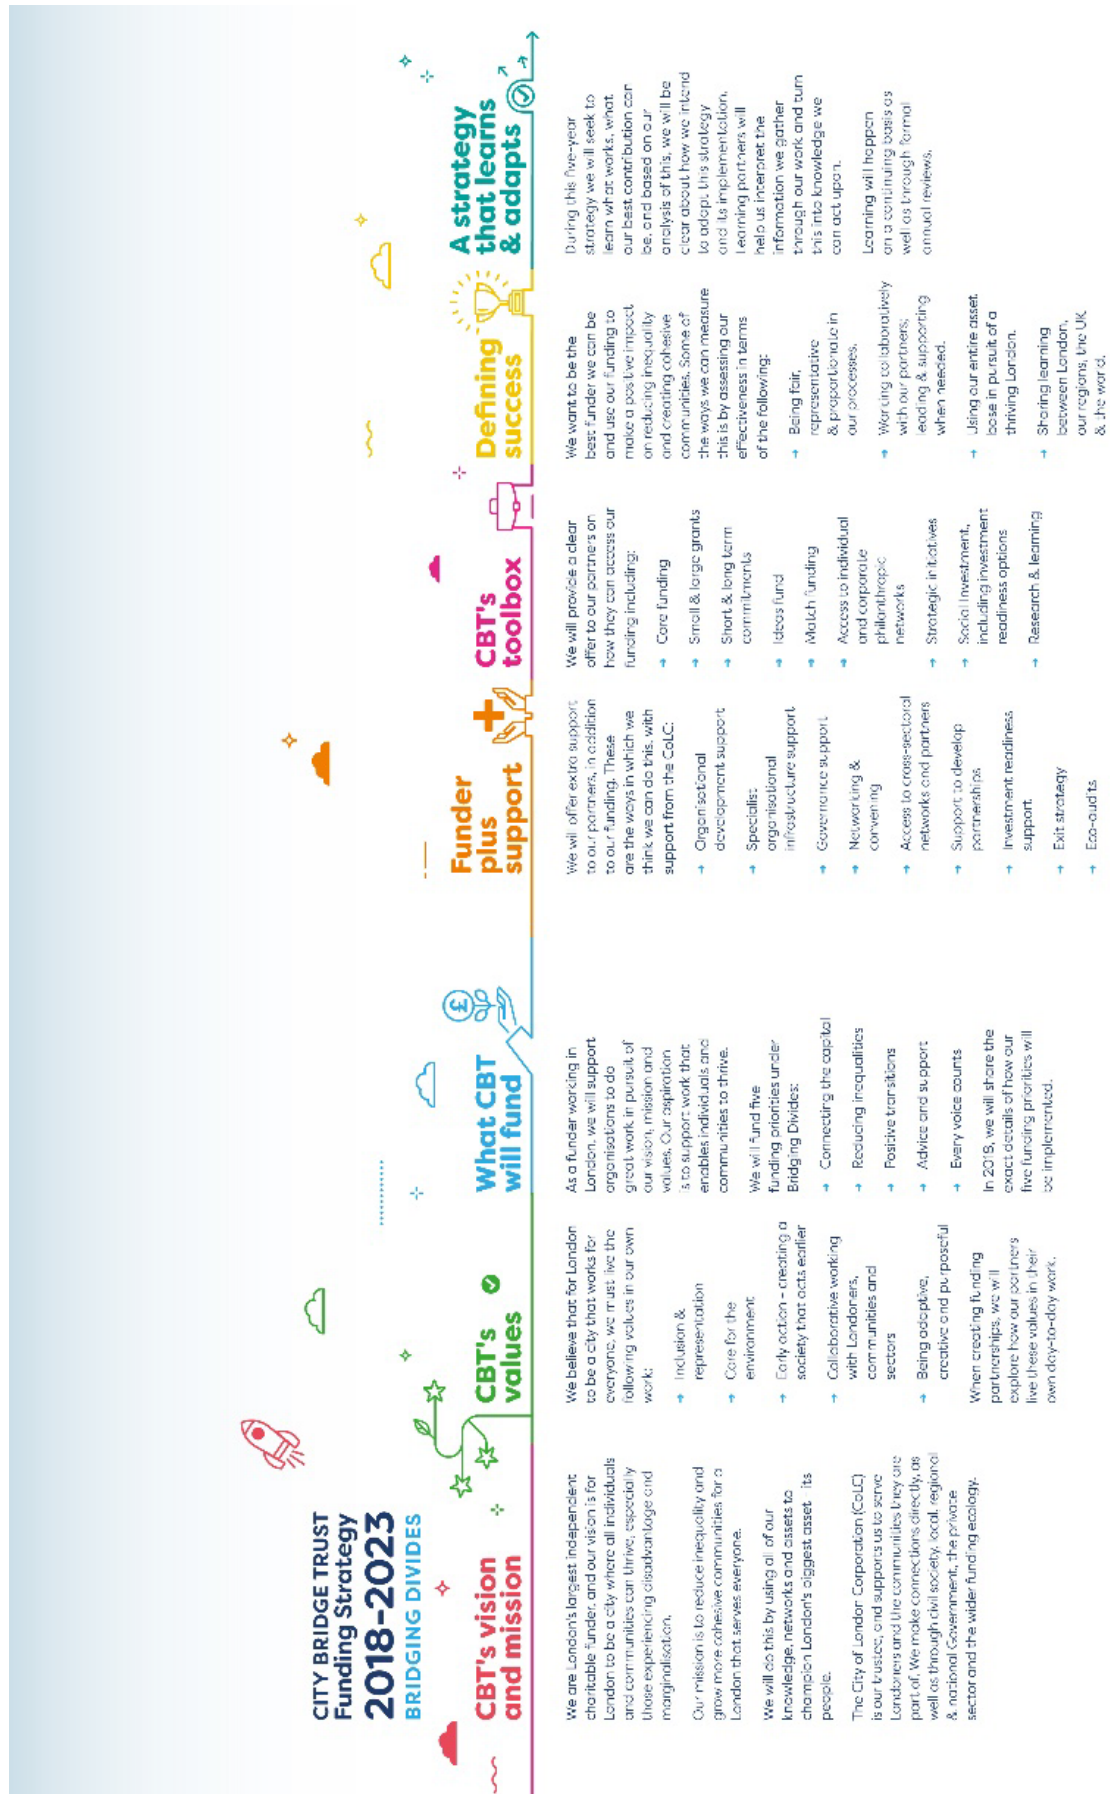 CITY BRIDGE TRUST
Funding Strategy
2018–2023
BRIDGING DIVIDES
CBT's vision
and mission
We are London's largest independent
charitable funder, and our vision is for
London to be a city where all individuals
and communities can thrive, especially
those experiencing disadvantage and
marginalisation.
Our mission is to reduce inequality and
grow more cohesive communities for a
London that serves everyone.
We will do this by using all of our
knowledge, networks and assets to
champion London's biggest asset - its
people.
The City of London Corporation (CoLC)
is our trustee, and supports us to serve
Londoners and the communities they are
part of. We make connections directly, as
well as through civil society, local, regional
& national Government, the private
sector and the wider funding ecology.
CBT's
values
We believe that for London
to be a city that works for
everyone, we must live the
following values in our own
work:
→ Inclusion &
representation
→ Care for the
environment
→ Early action - creating a
society that acts earlier
→ Collaborative working
with Londoners,
communities and
sectors
→ Being adaptive,
creative and purposeful
When creating funding
partnerships, we will
explore how our partners
live these values in their
own day-to-day work.
What CBT
will fund
£
As a funder working in
London, we will support
organisations to do
great work in pursuit of
our vision, mission and
values. Our aspiration
is to support work that
enables individuals and
communities to thrive.
We will fund five
funding priorities under
Bridging Divides:
→ Connecting the capital
→ Reducing inequalities
→ Positive transitions
→ Advice and support
→ Every voice counts
In 2018, we will share the
exact details of how our
five funding priorities will
be implemented.
Funder
plus
support
We will offer extra support
to our partners, in addition
to our funding. These
are the ways in which we
think we can do this, with
support from the CoLC:
→ Organisational
development support
→ Specialist
organisational
infrastructure support
→ Governance support
→ Networking &
convening
→ Access to cross-sectoral
networks and partners
→ Support to develop
partnerships
→ Investment readiness
support
→ Exit strategy
→ Eco-audits
CBT's
toolbox
We will provide a clear
offer to our partners on
how they can access our
funding including:
→ Core funding
→ Small & large grants
→ Short & long term
commitments
→ Ideas fund
→ Match funding
→ Access to individual
and corporate
philanthropic
networks
→ Strategic initiatives
→ Social Investment,
including investment
readiness options
→ Research & learning
Defining
success
We want to be the
best funder we can be
and use our funding to
make a positive impact
on reducing inequality
and creating cohesive
communities. Some of
the ways we can measure
this is by assessing our
effectiveness in terms
of the following:
→ Being fair,
representative
& proportionate in
our processes.
→ Working collaboratively
with our partners;
leading & supporting
when needed.
→ Using our entire asset
base in pursuit of a
thriving London.
→ Sharing learning
between London,
our regions, the UK
& the world.
A strategy
that learns
& adapts
During this five-year
strategy we will seek to
learn what works, what
our best contribution can
be, and based on our
analysis of this, we will be
clear about how we intend
to adapt this strategy
and its implementation.
Learning partners will
help us interpret the
information we gather
through our work and turn
this into knowledge we
can act upon.
Learning will happen
on a continuing basis as
well as through formal
annual reviews.